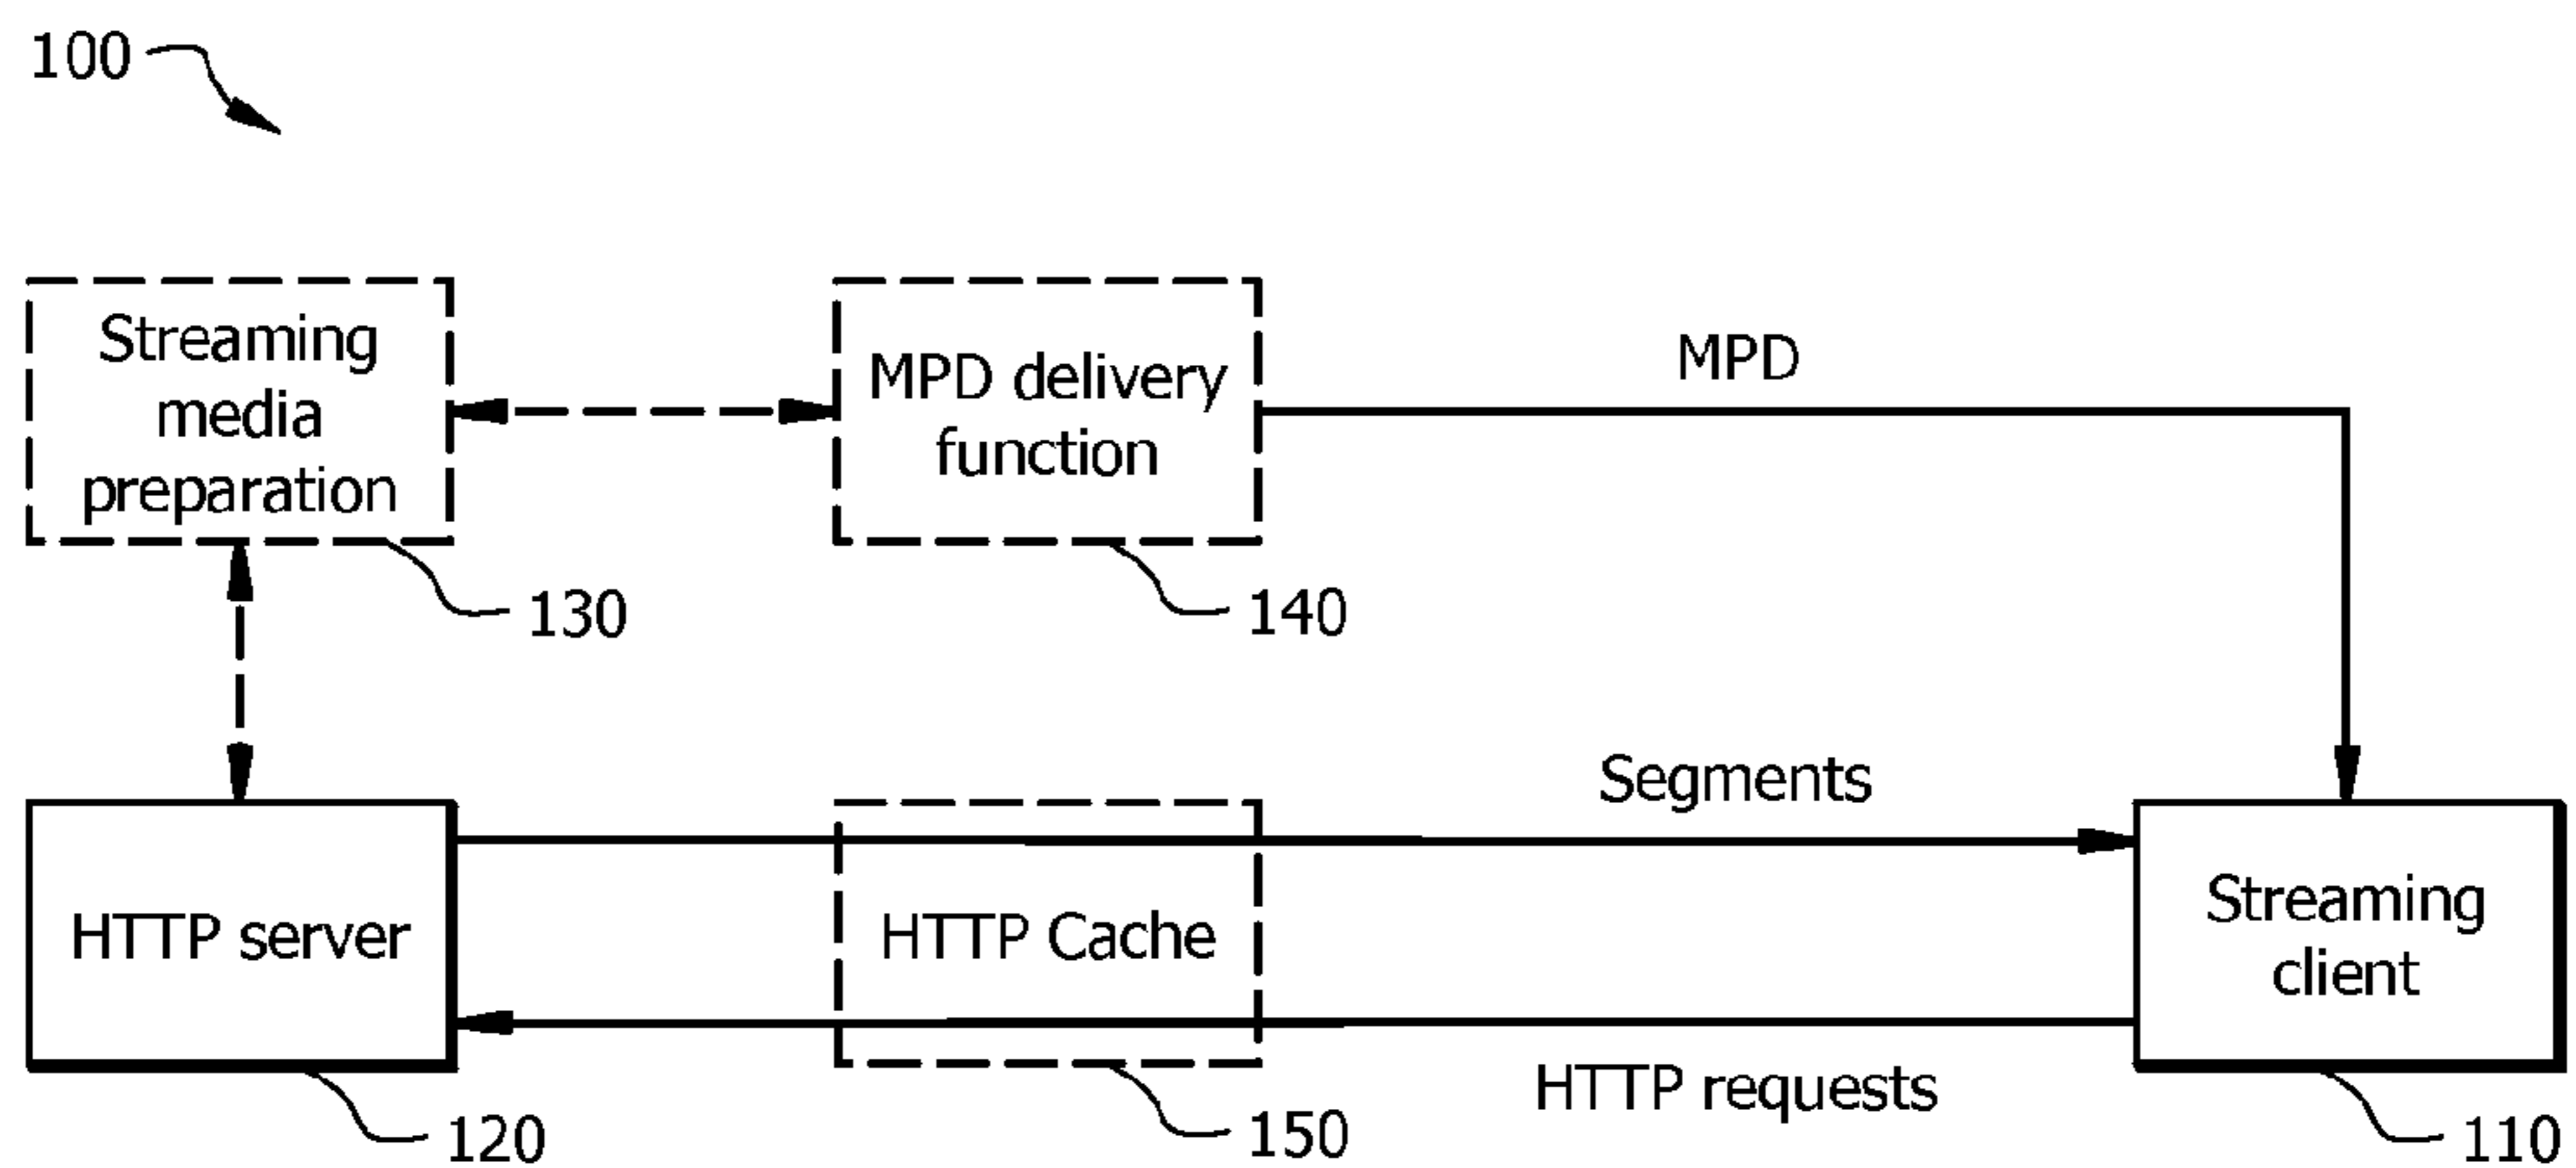 100
Streaming
media
preparation
130
MPD delivery
function
140
MPD
HTTP server
120
HTTP Cache
150
Segments
HTTP requests
Streaming
client
110